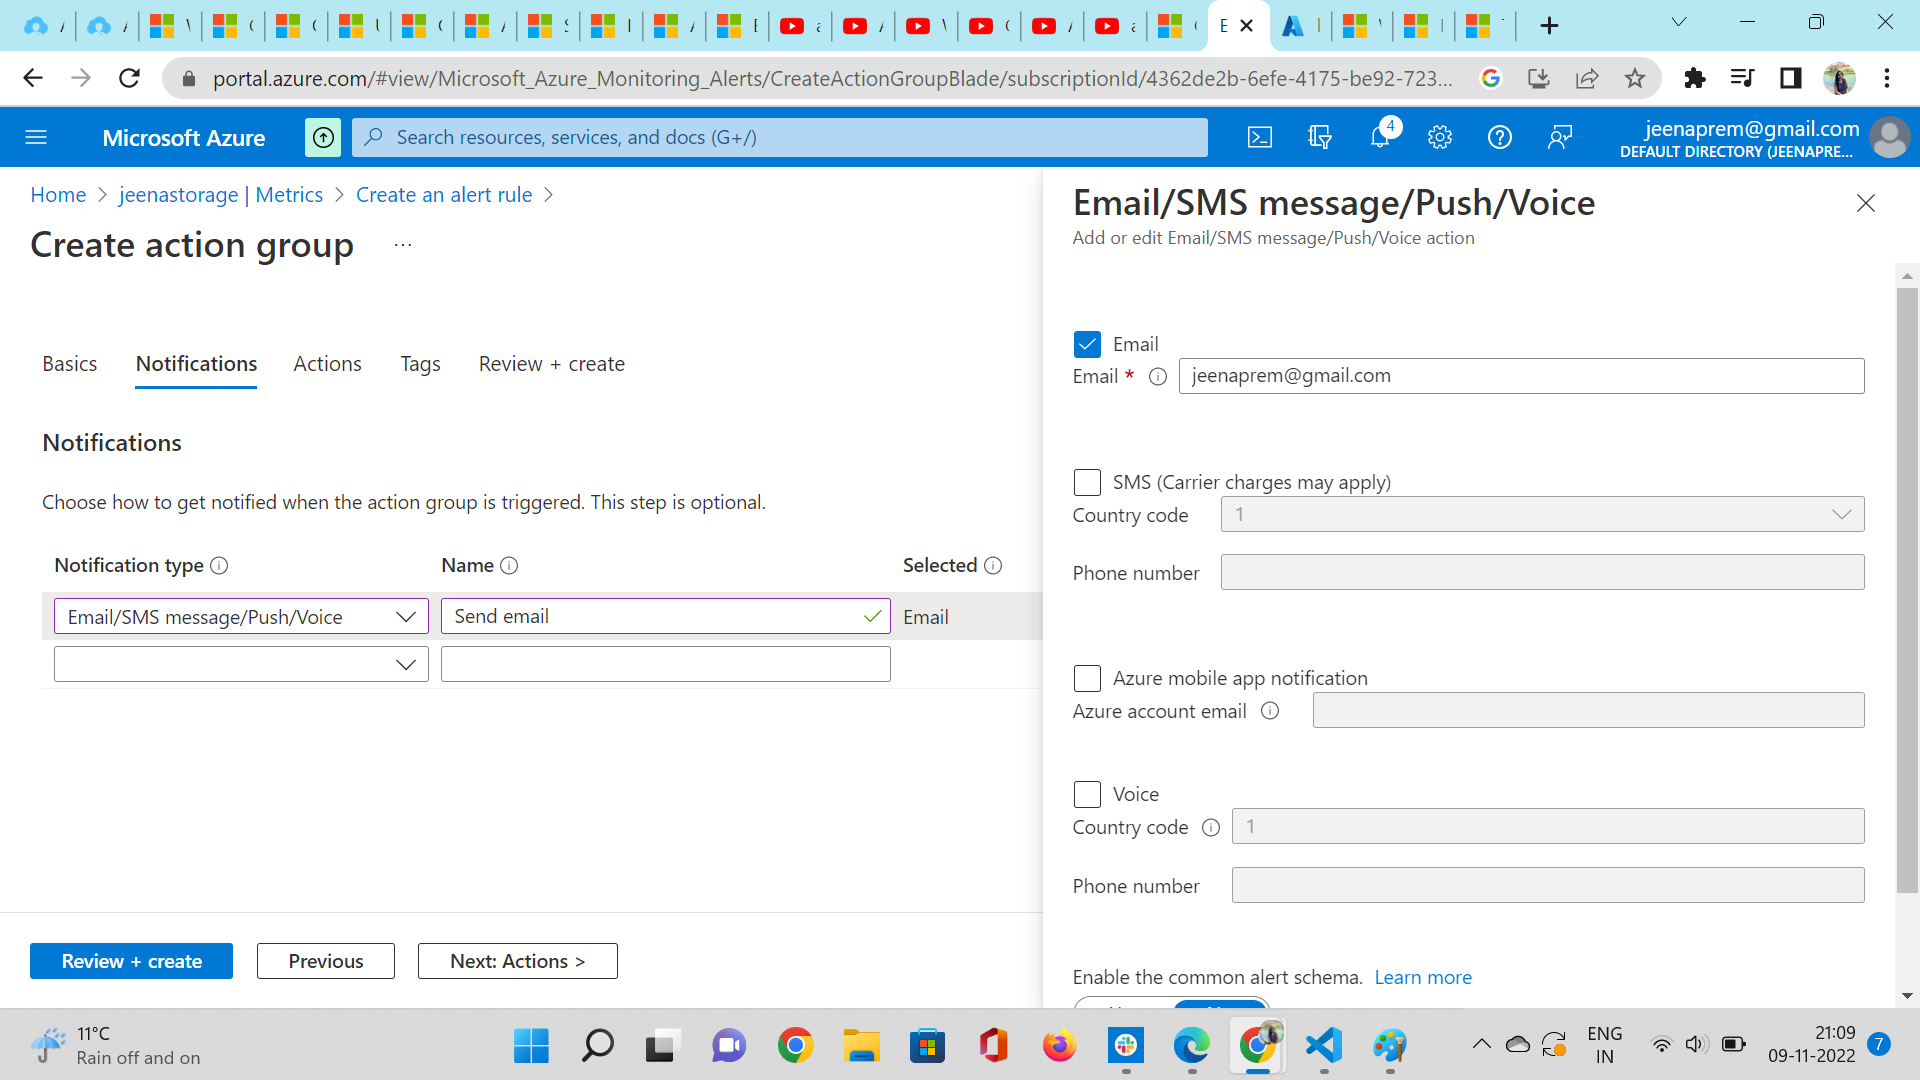 portal.azure.com/#view/Microsoft_Azure_Monitoring_Alerts/CreateActionGroupBlade/subscriptionId/4362de2b-6efe-4175-be92-723...
Microsoft Azure
Search resources, services, and docs (G+/)
4
jeenaprem@gmail.com
DEFAULT DIRECTORY (JEENAPRE...
Home > jeenastorage | Metrics > Create an alert rule >
Create action group ...
Basics
Notifications
Actions
Tags
Review + create
Notifications
Choose how to get notified when the action group is triggered. This step is optional.
Notification type
Name
Selected
Email/SMS message/Push/Voice
Send email
Email
Review + create
Previous
Next: Actions >
Email/SMS message/Push/Voice
Add or edit Email/SMS message/Push/Voice action
Email
Email *
jeenaprem@gmail.com
SMS (Carrier charges may apply)
Country code
1
Phone number
Azure mobile app notification
Azure account email
Voice
Country code
1
Phone number
Enable the common alert schema. Learn more
11°C
Rain off and on
ENG
IN
21:09
09-11-2022
7